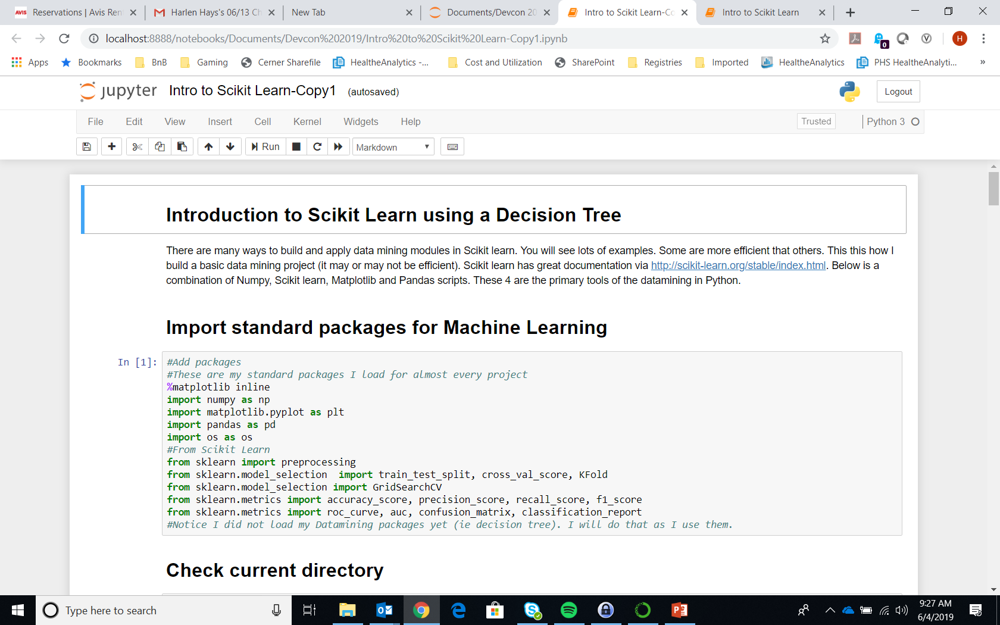 AVIS Reservations | Avis Ren
Harlen Hays's 06/13 Ch
New Tab
Documents/Devcon 20
Intro to Scikit Learn-Co
Intro to Scikit Learn
localhost:8888/notebooks/Documents/Devcon%202019/Intro%20to%20Scikit%20Learn-Copy1.ipynb
0
H
Apps Bookmarks BnB Gaming Cerner Sharefile HealtheAnalytics -... Cost and Utilization SharePoint Registries Imported HealtheAnalytics PHS HealtheAnalyti... »
jupyter Intro to Scikit Learn-Copy1 (autosaved)
Logout
File Edit View Insert Cell Kernel Widgets Help
Trusted
Python 3
Run
Markdown
Introduction to Scikit Learn using a Decision Tree
There are many ways to build and apply data mining modules in Scikit learn. You will see lots of examples. Some are more efficient that others. This this how I
build a basic data mining project (it may or may not be efficient). Scikit learn has great documentation via http://scikit-learn.org/stable/index.html. Below is a
combination of Numpy, Scikit learn, Matplotlib and Pandas scripts. These 4 are the primary tools of the datamining in Python.
Import standard packages for Machine Learning
In [1]:
#Add packages
#These are my standard packages I load for almost every project
%matplotlib inline
import numpy as np
import matplotlib.pyplot as plt
import pandas as pd
import os as os
#From Scikit Learn
from sklearn import preprocessing
from sklearn.model_selection  import train_test_split, cross_val_score, KFold
from sklearn.model_selection import GridSearchCV
from sklearn.metrics import accuracy_score, precision_score, recall_score, f1_score
from sklearn.metrics import roc_curve, auc, confusion_matrix, classification_report
#Notice I did not load my Datamining packages yet (ie decision tree). I will do that as I use them.
Check current directory
Type here to search
9:27 AM
6/4/2019